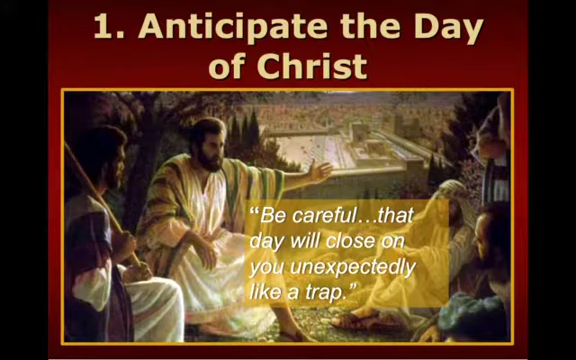 1. Anticipate the Day
of Christ
“Be careful…that
day will close on
you unexpectedly
like a trap.”